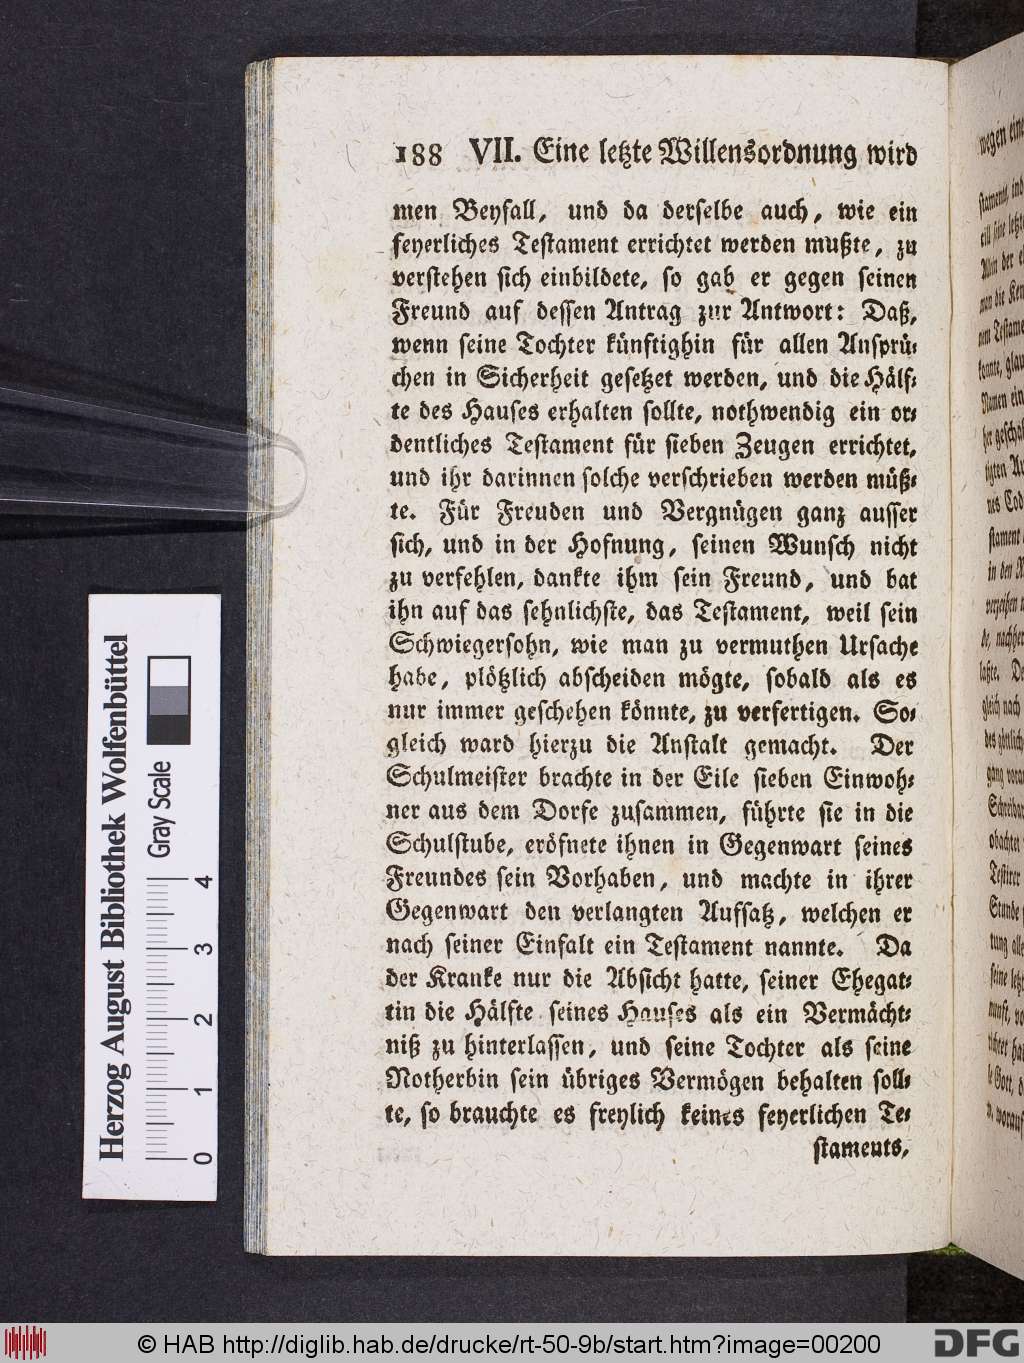 188 VII. Eine letzte Willensordnung wird
men Beyfall, und da derselbe auch, wie ein
feyerliches Testament errichtet werden mußte, zu
verstehen sich einbildete, so gab er gegen seinen
Freund auf dessen Antrag zur Antwort: Daß,
wenn seine Tochter künftighin für allen Ansprü-
chen in Sicherheit gesetzet werden, und die Hälf-
te des Hauses erhalten sollte, nothwendig ein or-
dentliches Testament für sieben Zeugen errichtet,
und ihr darinnen solche verschrieben werden müß-
te. Für Freuden und Vergnügen ganz ausser
sich, und in der Hofnung, seinen Wunsch nicht
zu verfehlen, dankte ihm sein Freund, und bat
ihn auf das sehnlichste, das Testament, weil sein
Schwiegersohn, wie man zu vermuthen Ursache
habe, plötzlich abscheiden mögte, sobald als es
nur immer geschehen könnte, zu verfertigen. So-
gleich ward hierzu die Anstalt gemacht. Der
Schulmeister brachte in der Eile sieben Einwoh-
ner aus dem Dorfe zusammen, führte sie in die
Schulstube, eröfnete ihnen in Gegenwart seines
Freundes sein Vorhaben, und machte in ihrer
Gegenwart den verlangten Aufsatz, welchen er
nach seiner Einfalt ein Testament nannte. Da
der Kranke nur die Absicht hatte, seiner Ehegat-
tin die Hälfte seines Hauses als ein Vermächt-
niß zu hinterlassen, und seine Tochter als seine
Notherbin sein übriges Vermögen behalten soll-
te, so brauchte es freylich keines feyerlichen Te-
staments,
Herzog August Bibliothek Wolfenbüttel
Gray Scale
0 1 2 3 4
© HAB http://diglib.hab.de/drucke/rt-50-9b/start.htm?image=00200
DFG